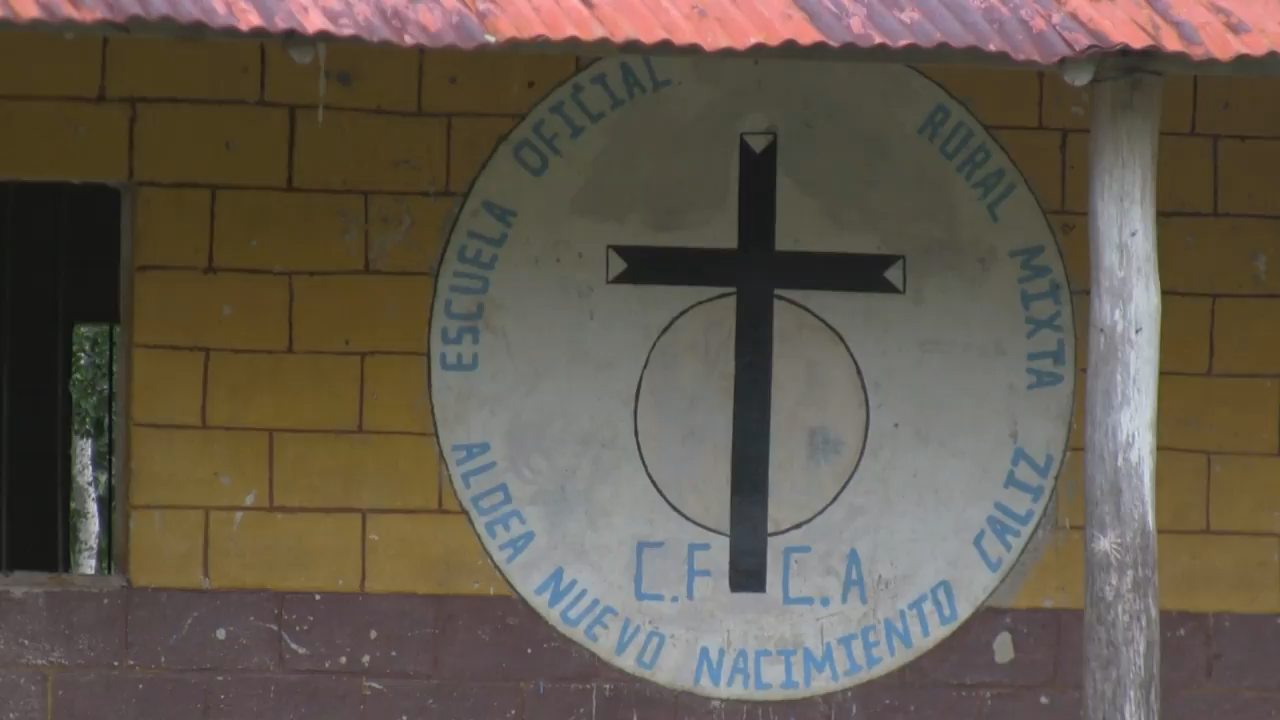 ESCUELA OFICIAL RURAL MIXTA
ALDEA NUEVO NACIMIENTO CALIZ
C.F C.A